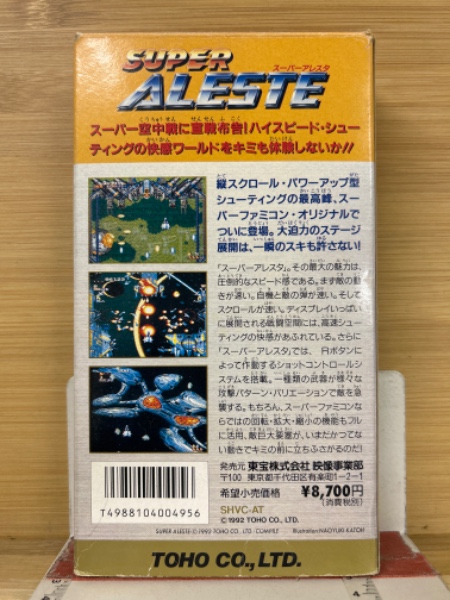 SUPER
スーパーアレスタ
ALESTE
スーパー空中戦に宣戦布告!ハイスピード・シュー
ティングの快感ワールドをキミも体験しないか!!
縦スクロール・パワーアップ型
シューティングの最高峰、スー
パーファミコン・オリジナルで
ついに登場。大迫力のステージ
展開は、一瞬のスキも許さない!
「スーパーアレスタ」。その最大の魅力は、
圧倒的なスピード感である。まず敵の動
きが速い。自機と敵の弾が速い。そして
スクロールが速い。ディスプレイいっぱい
に展開される戦闘空間には、高速シュー
ティングの快感があふれている。さらに
「スーパーアレスタ」では、Rボタンに
よって作動するショットコントロールシ
ステムを搭載。一種類の武器が様々な
攻撃パターン・バリエーションで敵を急
襲する。もちろん、スーパーファミコンな
らではの回転・拡大・縮小の機能もフル
に活用、敵巨大要塞が、いまだかつてな
い動きでキミの前に立ちふさがるのだ!
発売元 東宝株式会社 映像事業部
〒100 東京都千代田区有楽町1-2-1
希望小売価格 ¥8,700円
(消費税別)
SHVC-AT
©1992 TOHO CO., LTD.
T4988104004956
SUPER ALESTE © 1992 TOHO CO., LTD. / COMPILE Illustration NAOYUKI KATOH
TOHO CO., LTD.